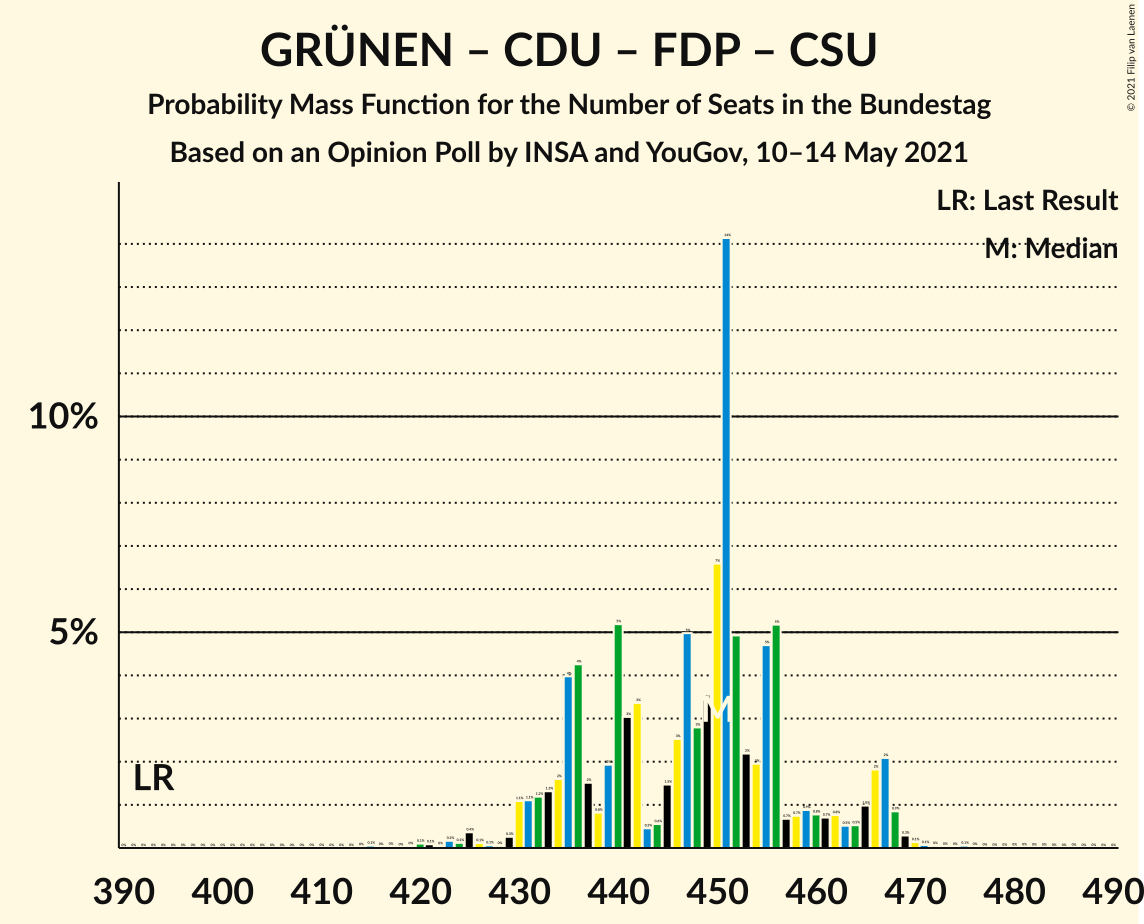 GRÜNEN – CDU – FDP – CSU
Probability Mass Function for the Number of Seats in the Bundestag
Based on an Opinion Poll by INSA and YouGov, 10–14 May 2021
© 2021 Filip van Laenen
LR: Last Result
M: Median
10%
5%
LR
M
390 400 410 420 430 440 450 460 470 480 490